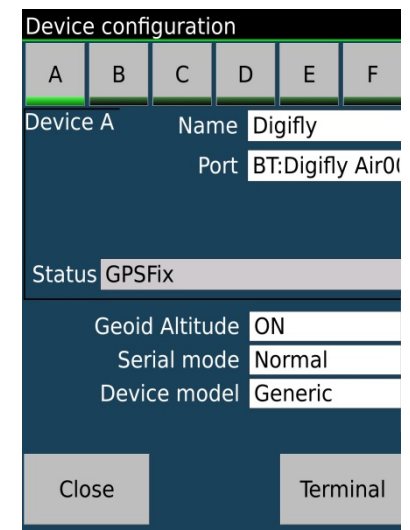 Device configuration
A B C D E F
Device A
Name Digifly
Port BT:Digifly Air0
Status GPSFix
Geoid Altitude ON
Serial mode Normal
Device model Generic
Close Terminal